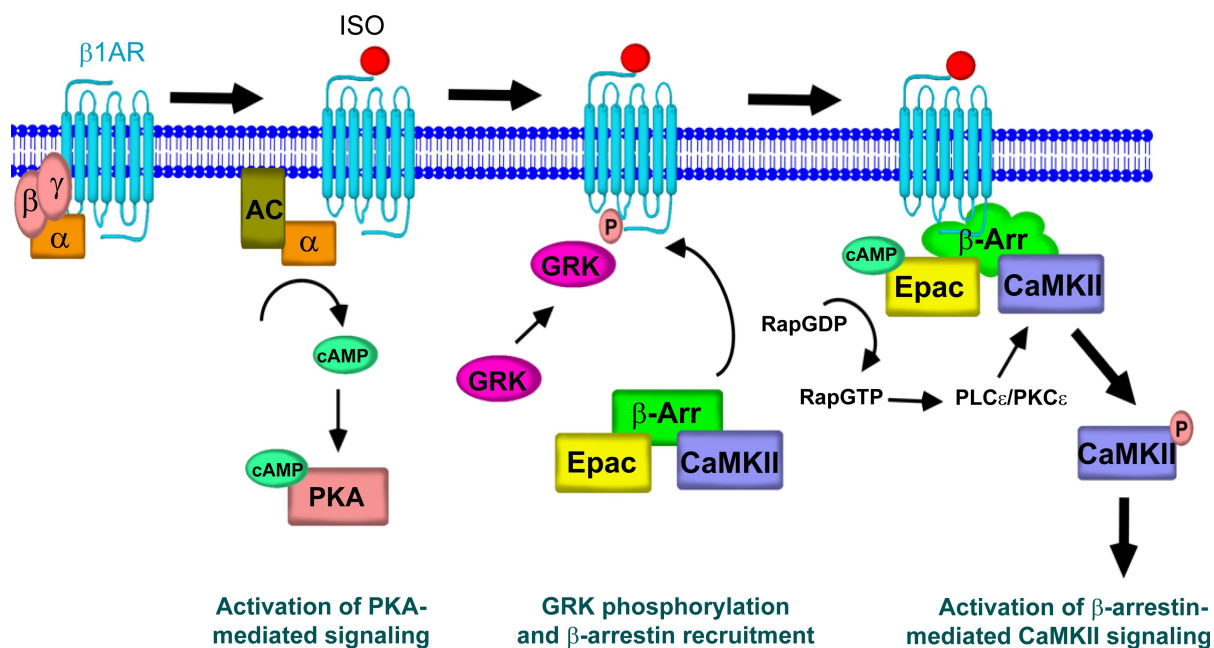 ISO
β1AR
β
γ
α
AC
α
cAMP
cAMP
PKA
P
GRK
GRK
β-Arr
Epac
CaMKII
β-Arr
cAMP
Epac
CaMKII
RapGDP
RapGTP
PLCε/PKCε
P
CaMKII
Activation of PKA-
mediated signaling
GRK phosphorylation
and β-arrestin recruitment
Activation of β-arrestin-
mediated CaMKII signaling